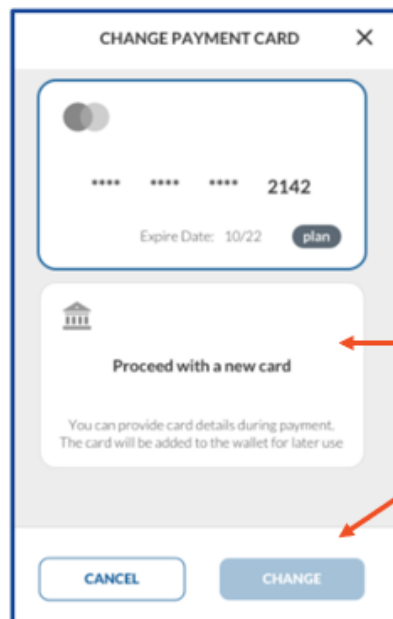 CHANGE PAYMENT CARD
**** **** **** 2142
Expire Date: 10/22 plan
Proceed with a new card
You can provide card details during payment.
The card will be added to the wallet for later use
CANCEL CHANGE